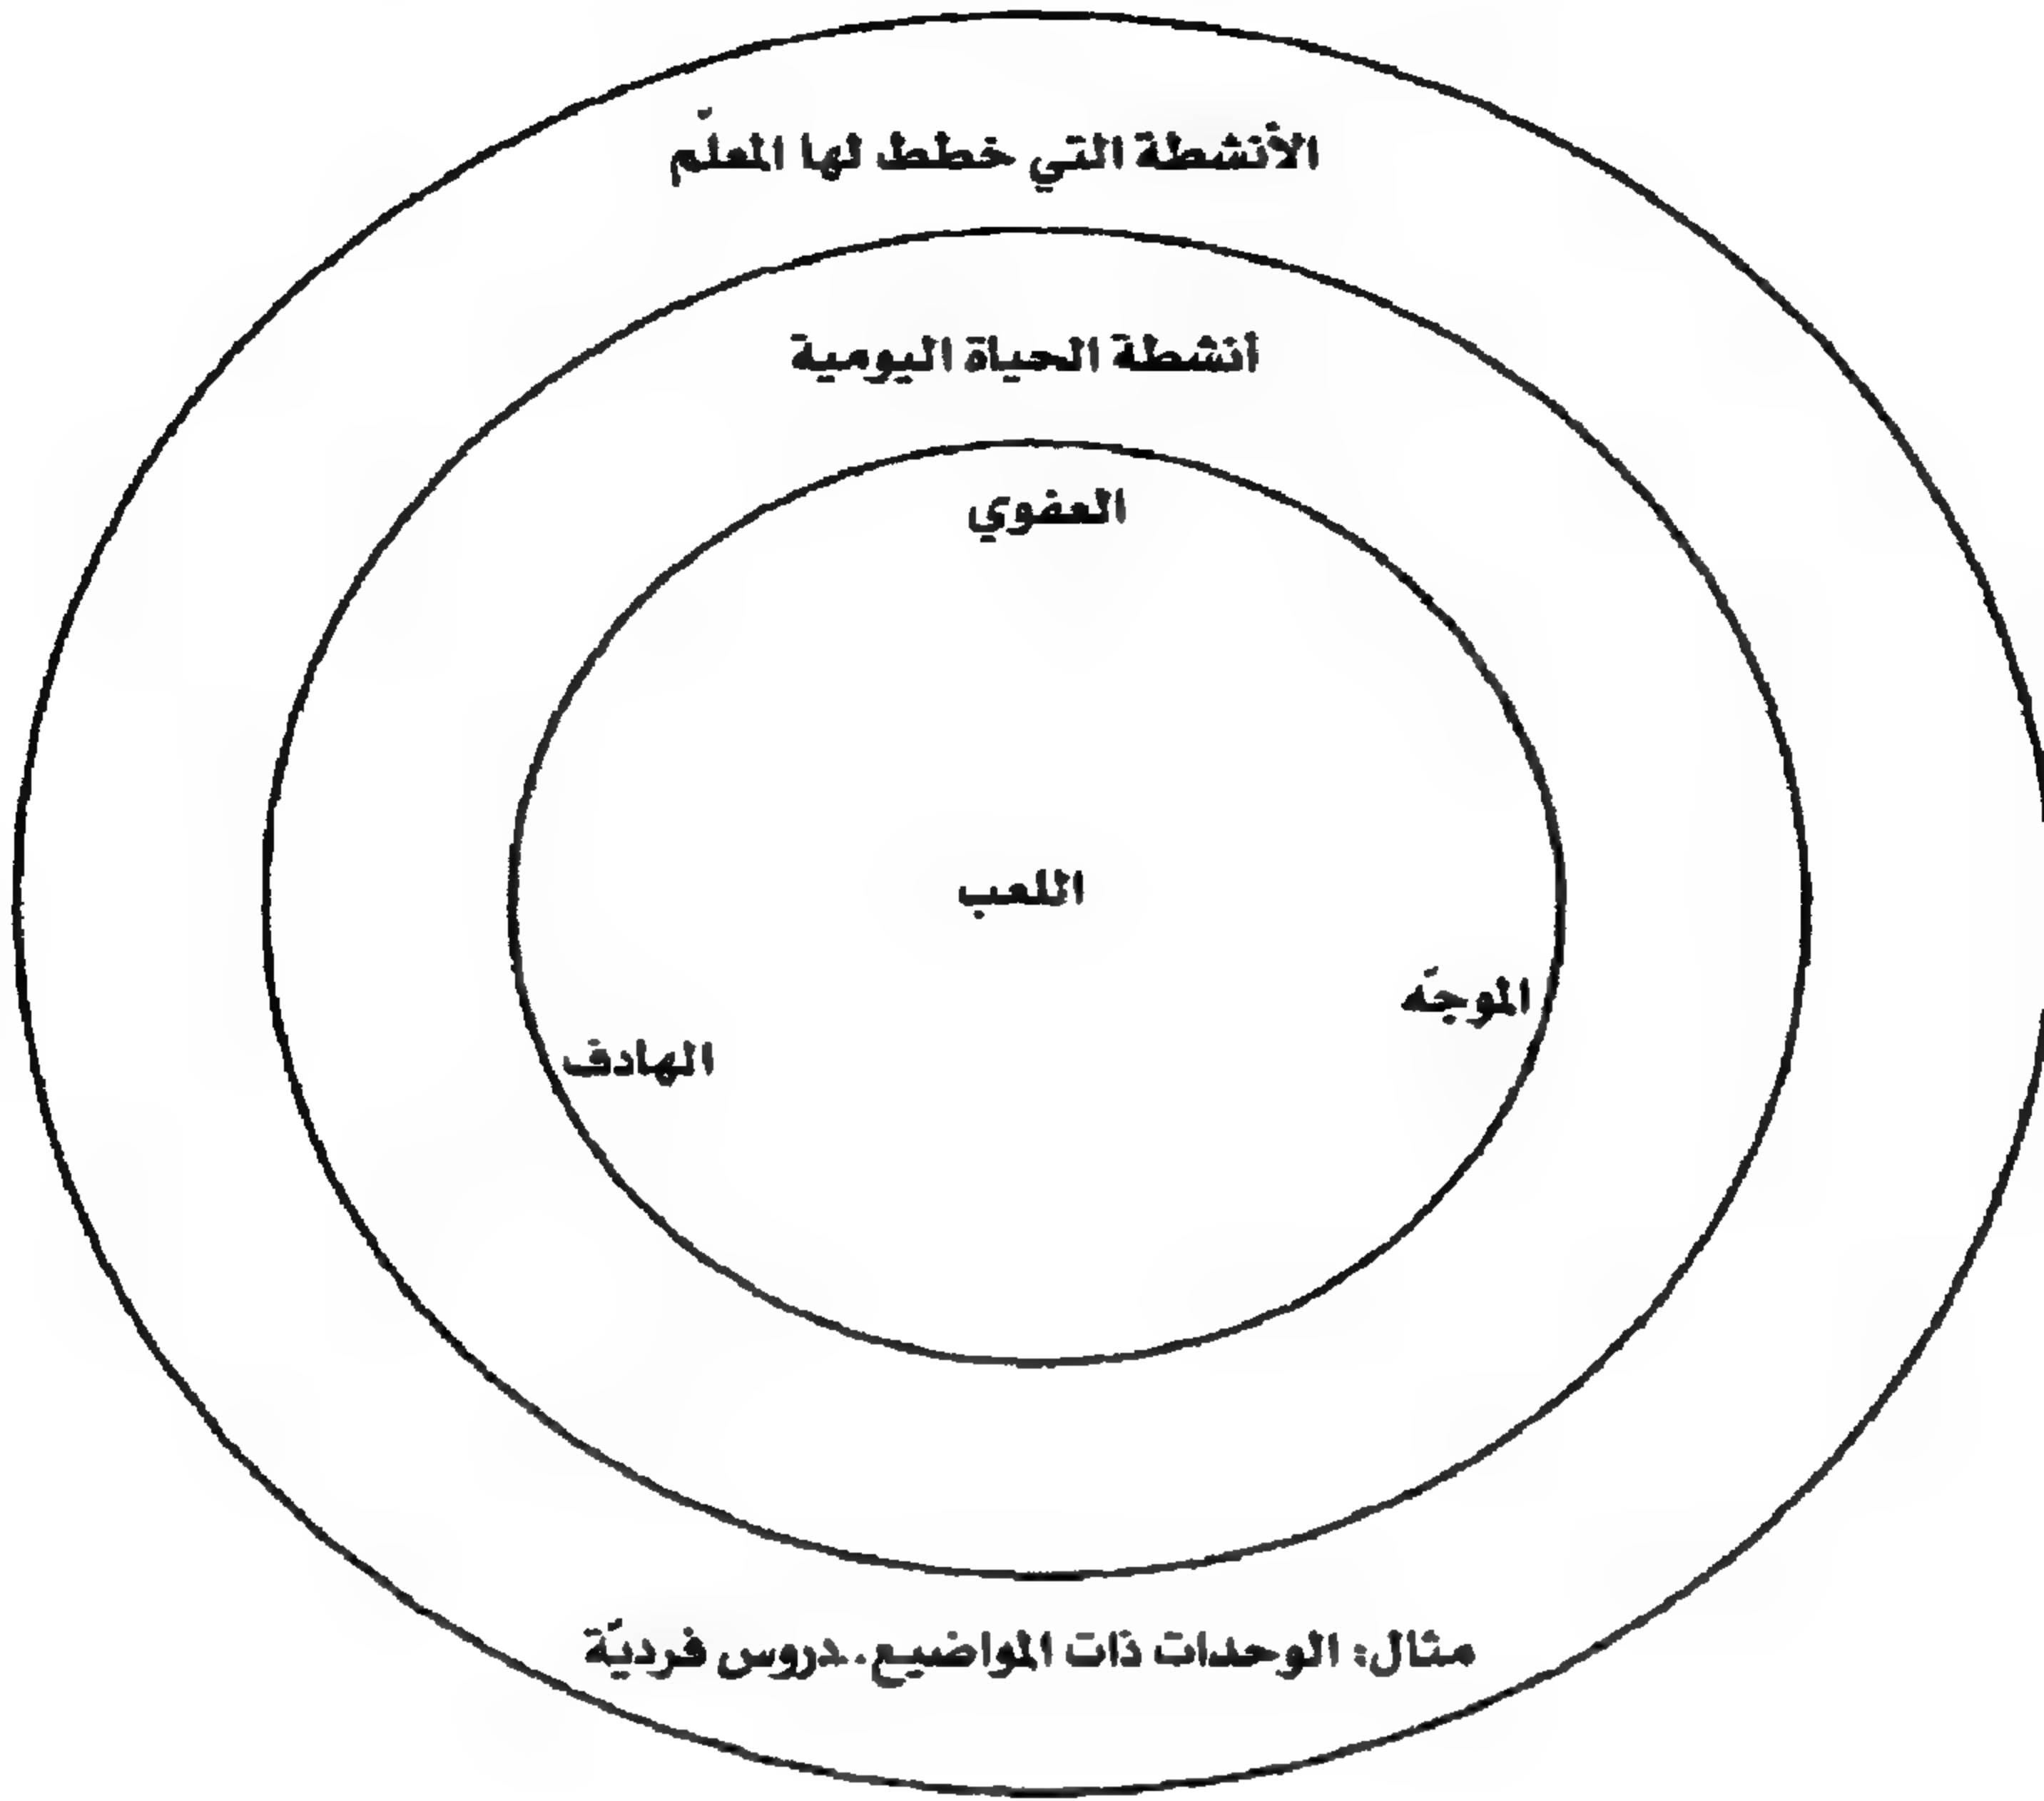 الأنشطة التي خطط لها المعلّم
أنشطة الحياة اليومية
العفوي
اللعب
الموجّه
الهادف
مثال: الوحدات ذات المواضيع. دروس فرديّة